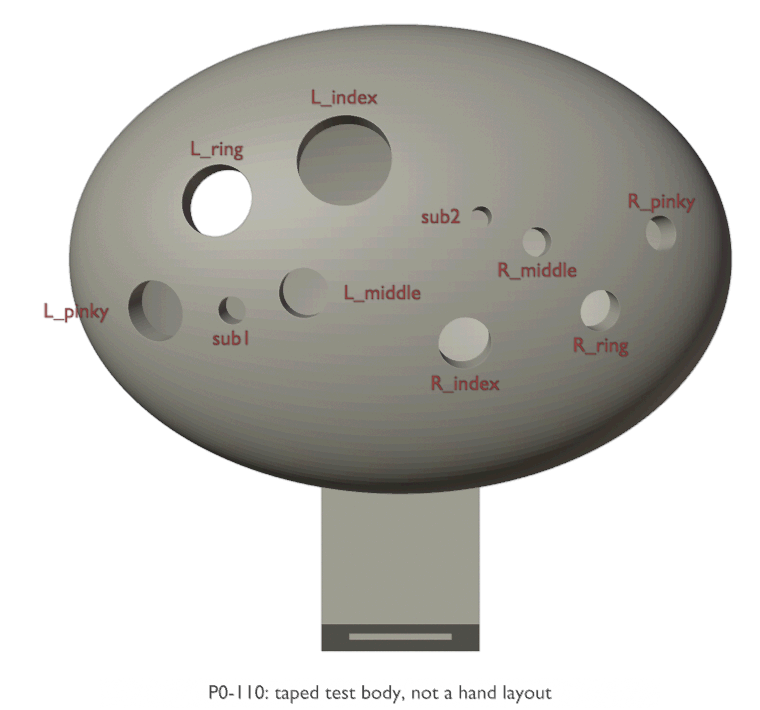 L_index
L_ring
R_pinky
sub2
R_middle
L_middle
L_pinky
sub1
R_ring
R_index
P0-110: taped test body, not a hand layout